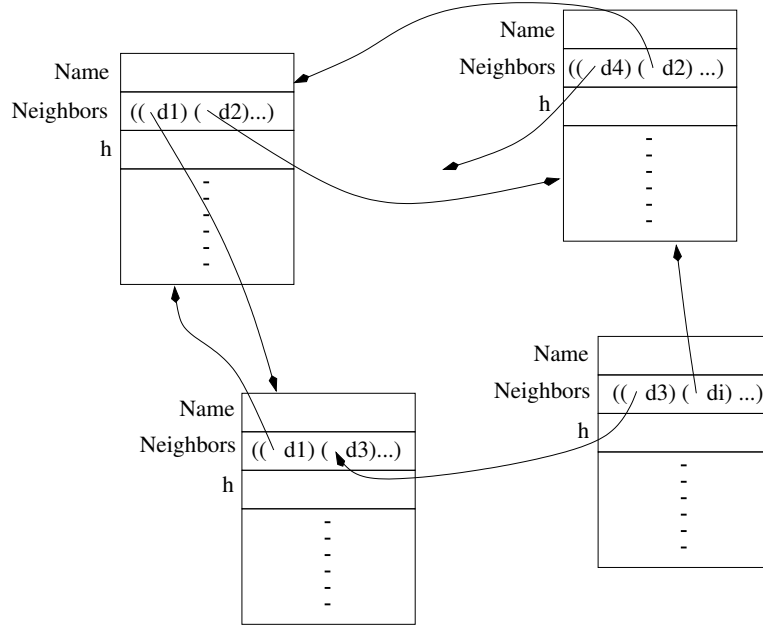 Name
Neighbors ((  d1) (  d2)...)
h
Name
Neighbors ((  d4) (  d2) ...)
h
Name
Neighbors ((  d1) (  d3)...)
h
Name
Neighbors ((  d3) (  di) ...)
h